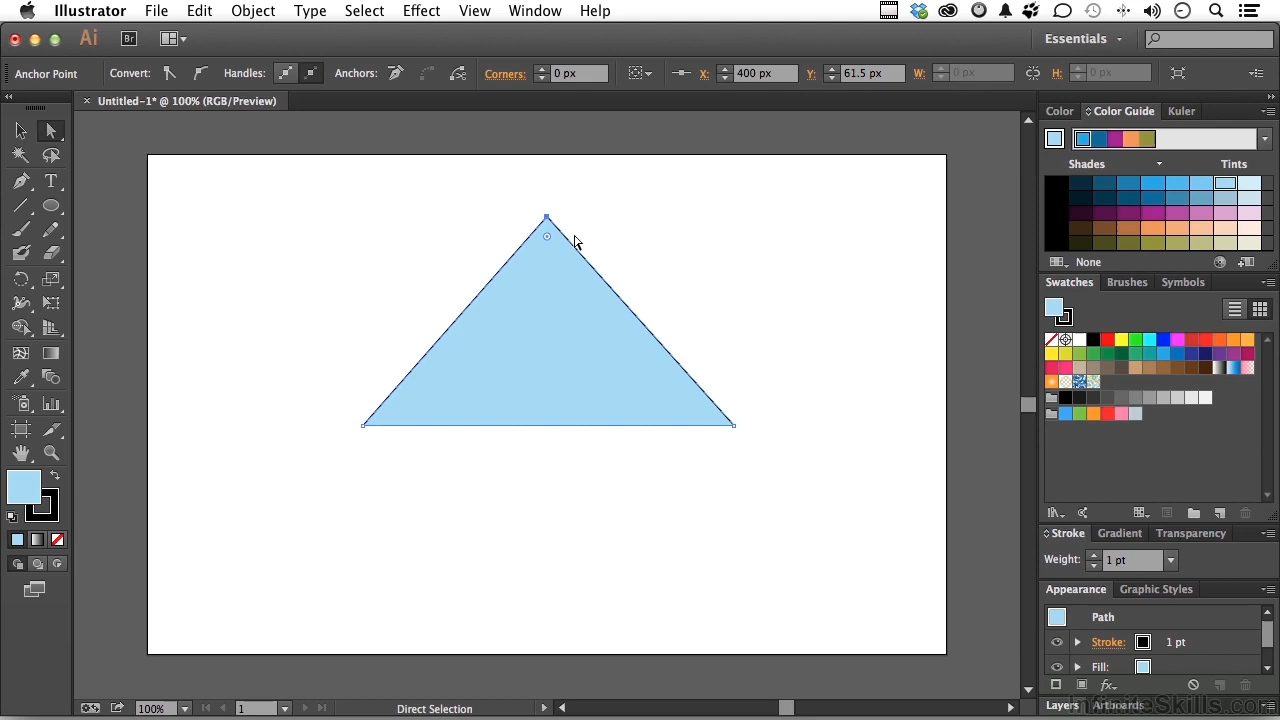 Illustrator File Edit Object Type Select Effect View Window Help
Ai Br Essentials
Anchor Point Convert: Handles: Anchors: Corners: 0 px X: 400 px Y: 61.5 px W: 0 px H: 0 px
× Untitled-1* @ 100% (RGB/Preview)
Color Color Guide Kuler
Shades Tints
T
None
Swatches Brushes Symbols
Stroke Gradient Transparency
Weight: 1 pt
Appearance Graphic Styles
Path
Stroke: 1 pt
Fill:
fx
Layers Artboards
100% 1 Direct Selection
InfiniteSkills.com